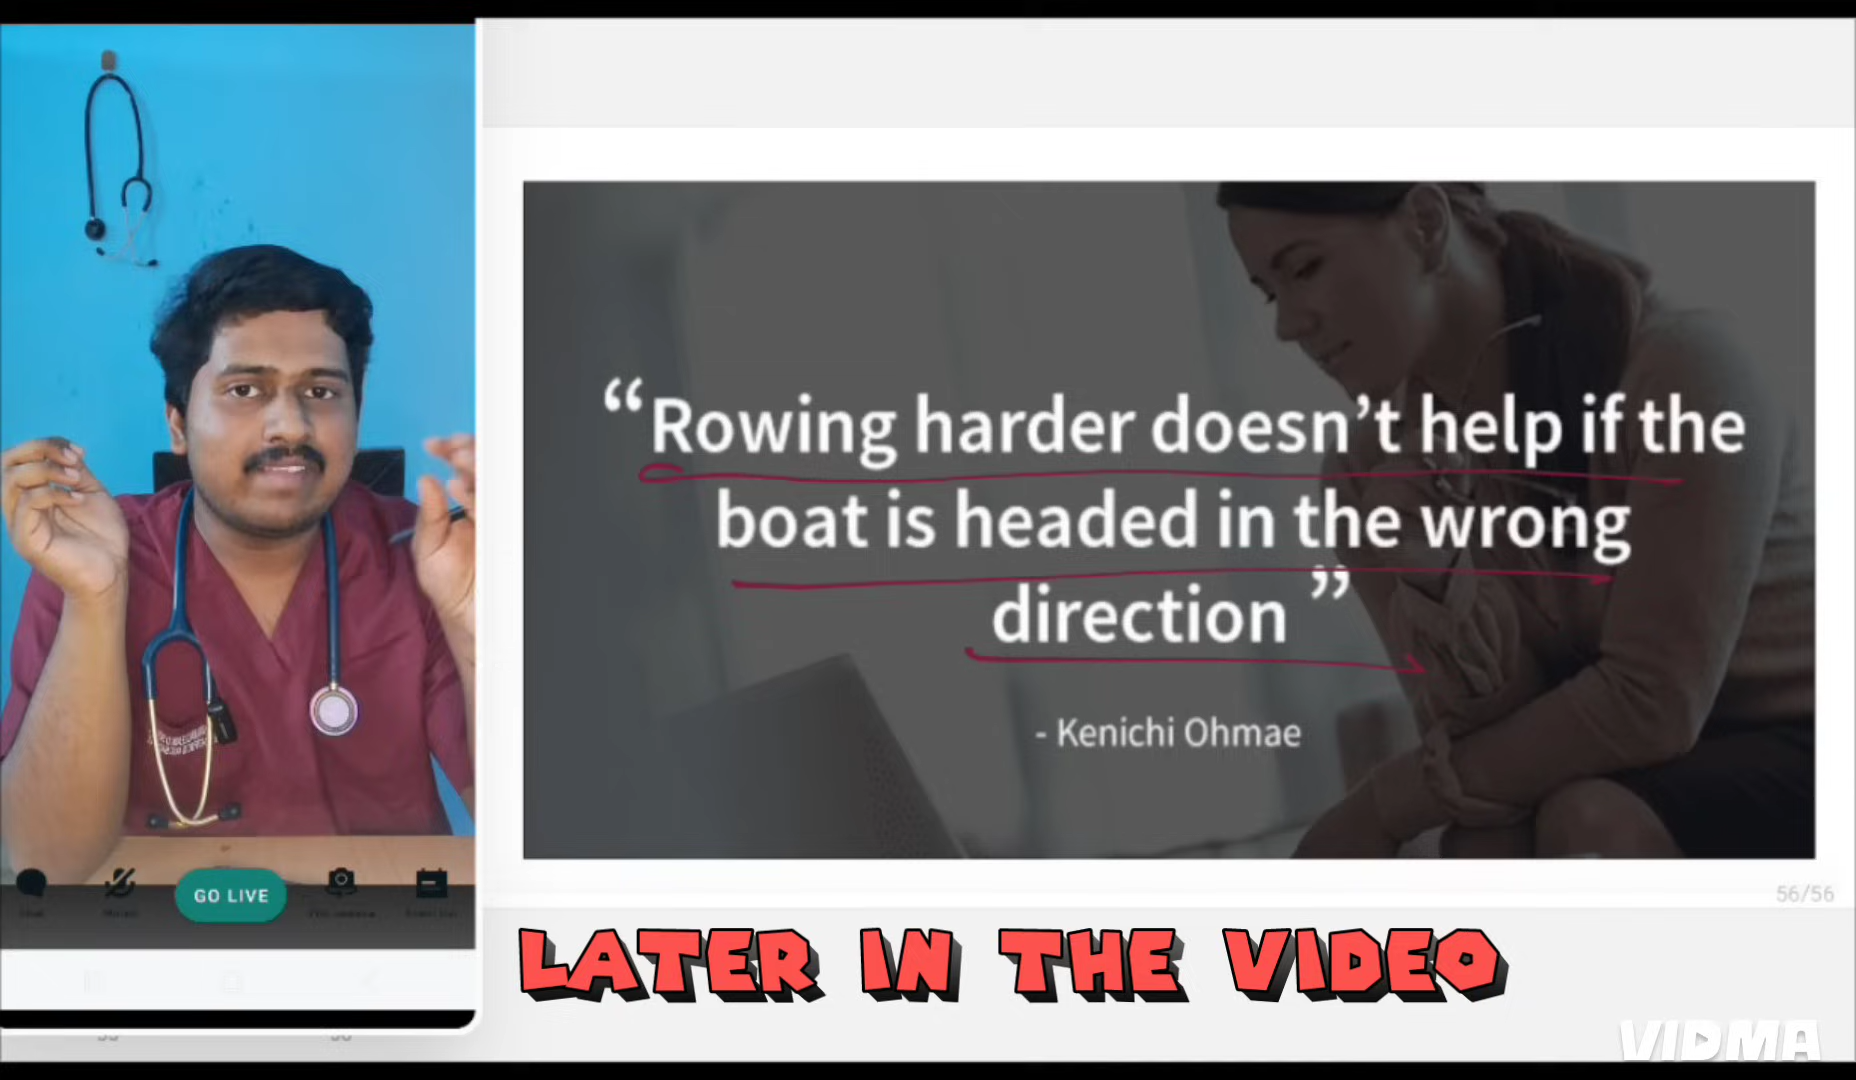 “Rowing harder doesn’t help if the
boat is headed in the wrong
direction”
- Kenichi Ohmae
56/56
GO LIVE
LATER IN THE VIDEO
VIDMA